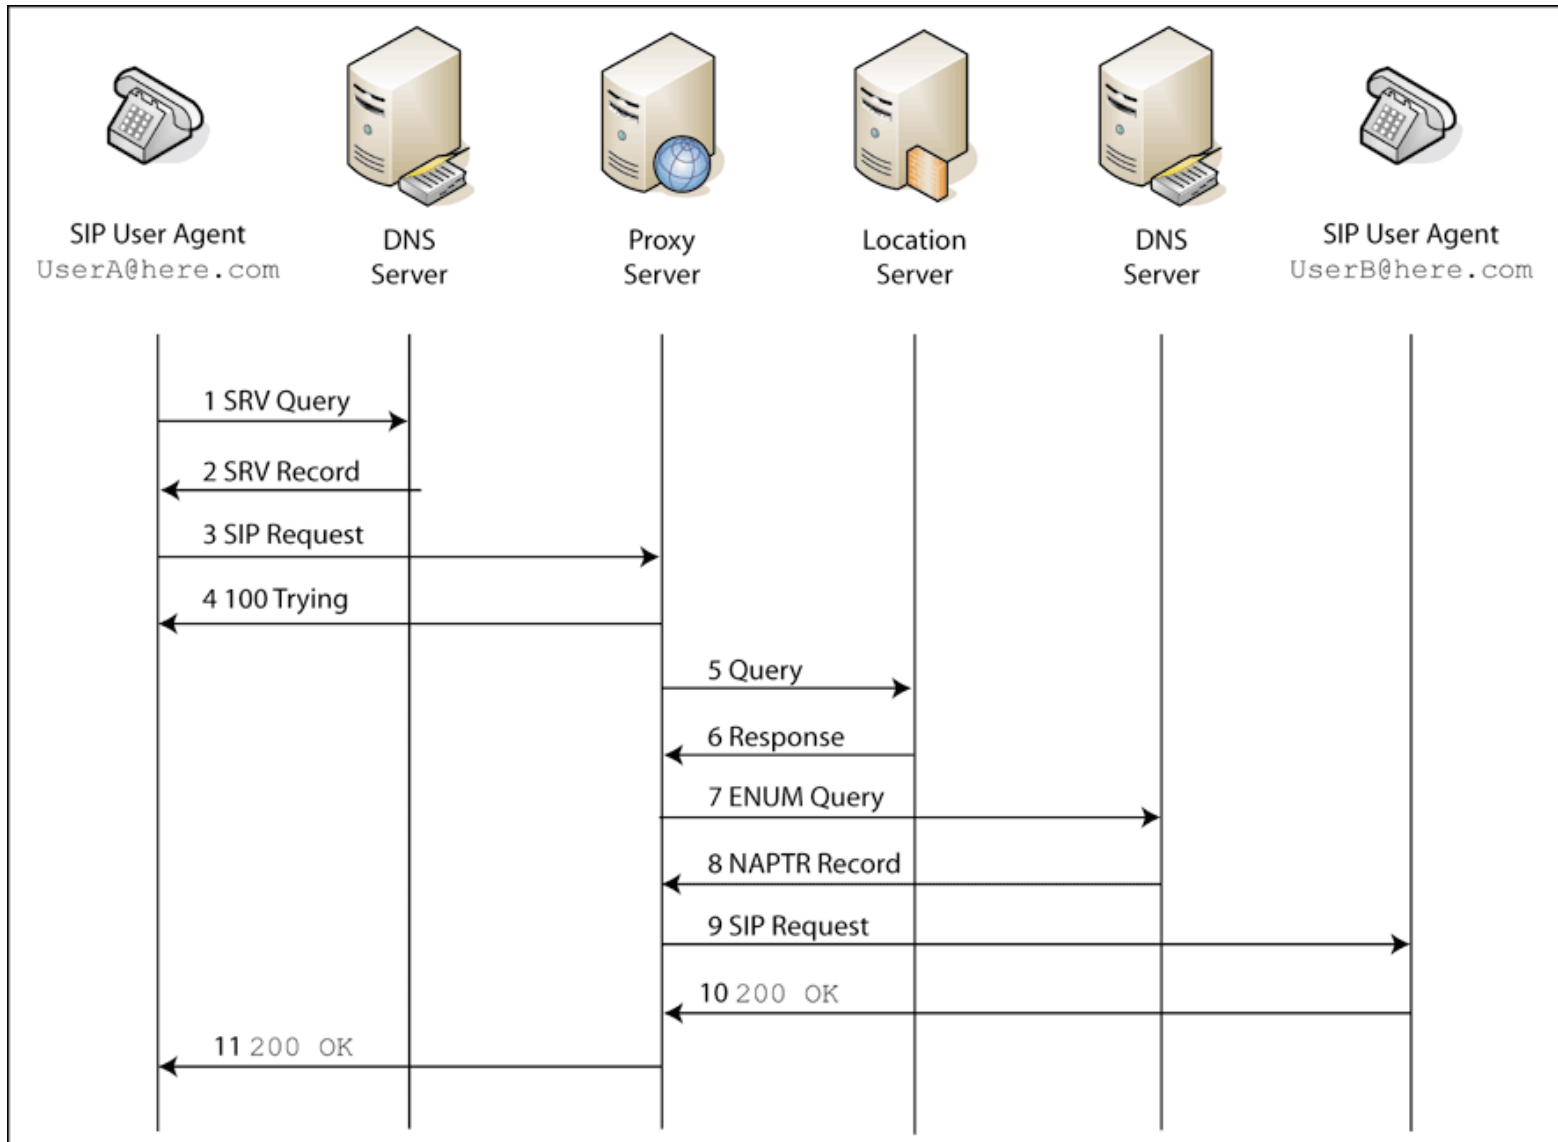 SIP User Agent
UserA@here.com
DNS
Server
Proxy
Server
Location
Server
DNS
Server
SIP User Agent
UserB@here.com
1 SRV Query
2 SRV Record
3 SIP Request
4 100 Trying
5 Query
6 Response
7 ENUM Query
8 NAPTR Record
9 SIP Request
10 200 OK
11 200 OK